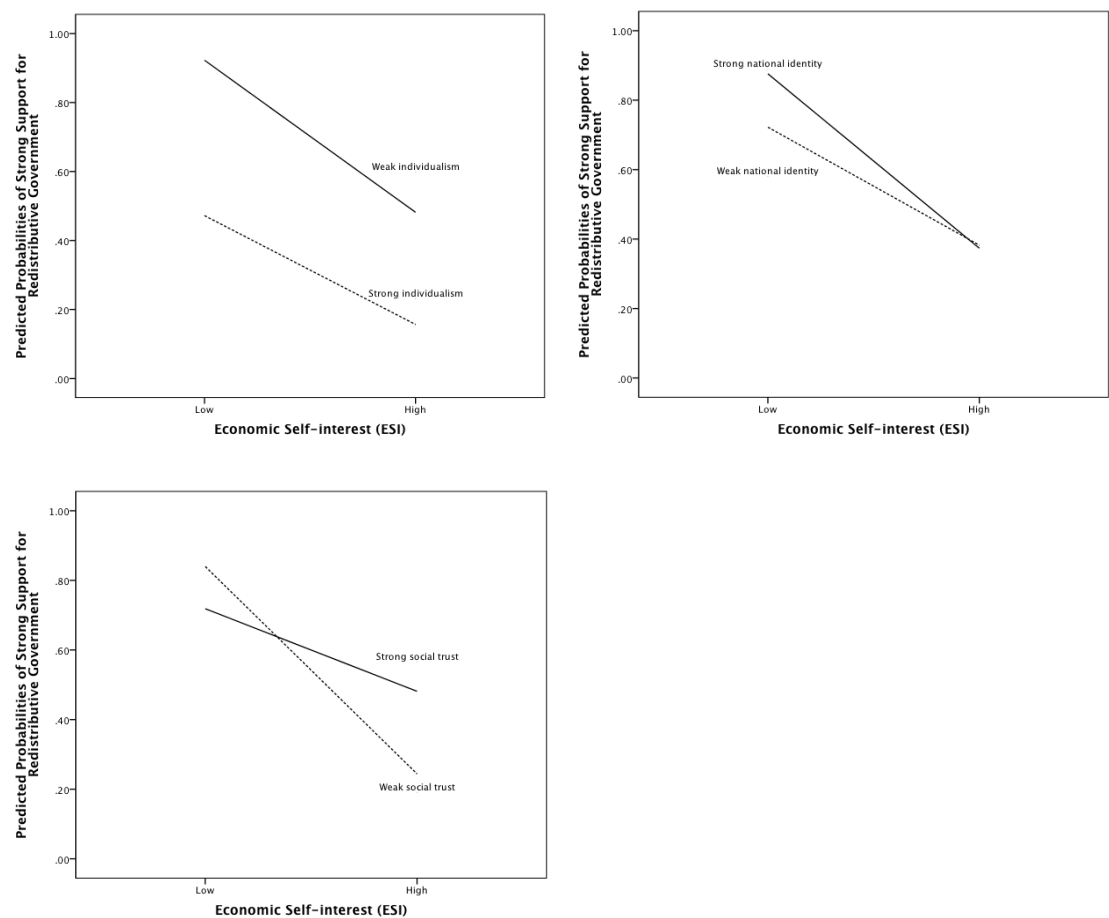 Predicted Probabilities of Strong Support for
Redistributive Government
1.00
.80
.60
.40
.20
.00
Weak individualism
Strong individualism
Low
High
Economic Self-interest (ESI)
Predicted Probabilities of Strong Support for
Redistributive Government
1.00
.80
.60
.40
.20
.00
Strong national identity
Weak national identity
Low
High
Economic Self-interest (ESI)
Predicted Probabilities of Strong Support for
Redistributive Government
1.00
.80
.60
.40
.20
.00
Strong social trust
Weak social trust
Low
High
Economic Self-interest (ESI)